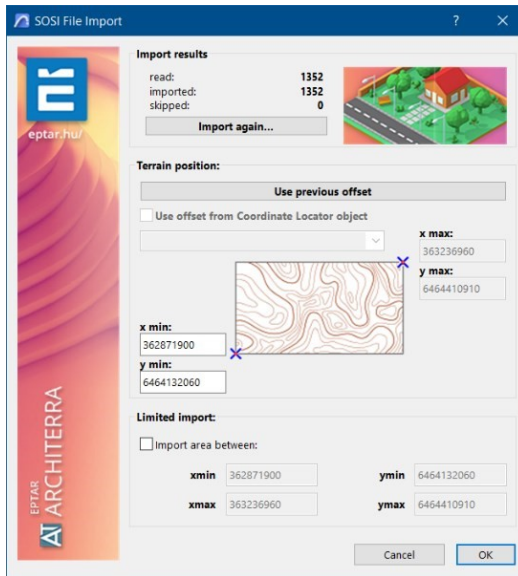 SOSI File Import
eptar.hu/
EPTAR
ARCHITERRA
AT
Import results
read: 1352
imported: 1352
skipped: 0
Import again...
Terrain position:
Use previous offset
Use offset from Coordinate Locator object
x max:
363236960
y max:
6464410910
x min:
362871900
y min:
6464132060
Limited import:
Import area between:
xmin 362871900 ymin 6464132060
xmax 363236960 ymax 6464410910
Cancel OK